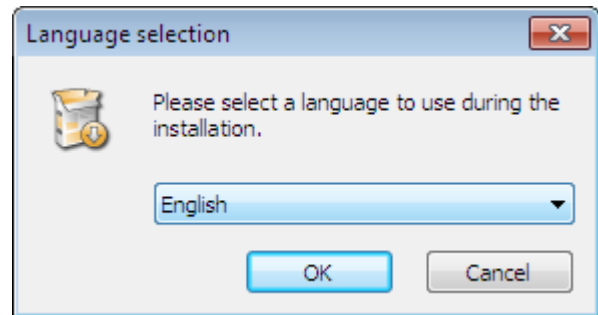 Language selection
Please select a language to use during the
installation.
English
OK
Cancel